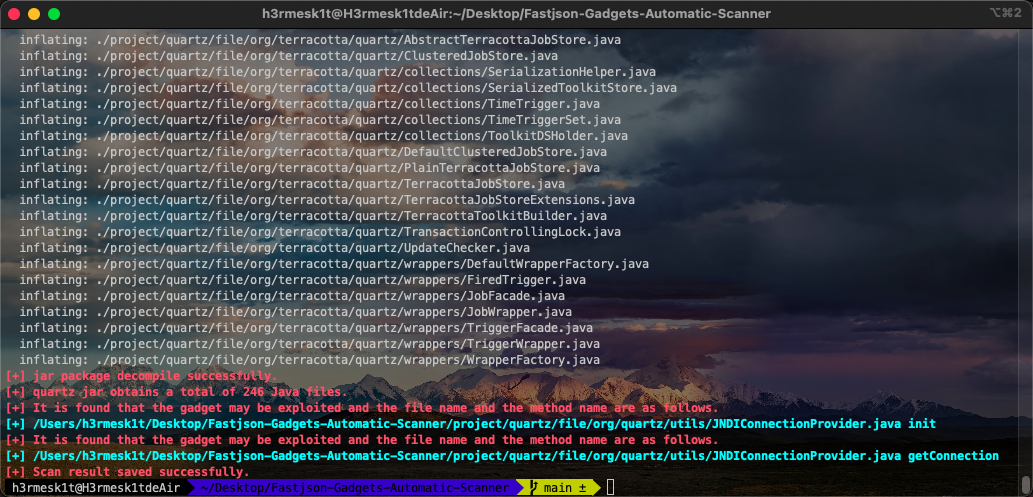 h3rmesk1t@H3rmesk1tdeAir:~/Desktop/Fastjson-Gadgets-Automatic-Scanner
⌥⌘2
inflating: ./project/quartz/file/org/terracotta/quartz/AbstractTerracottaJobStore.java
inflating: ./project/quartz/file/org/terracotta/quartz/ClusteredJobStore.java
inflating: ./project/quartz/file/org/terracotta/quartz/collections/SerializationHelper.java
inflating: ./project/quartz/file/org/terracotta/quartz/collections/SerializedToolkitStore.java
inflating: ./project/quartz/file/org/terracotta/quartz/collections/TimeTrigger.java
inflating: ./project/quartz/file/org/terracotta/quartz/collections/TimeTriggerSet.java
inflating: ./project/quartz/file/org/terracotta/quartz/collections/ToolkitDSHolder.java
inflating: ./project/quartz/file/org/terracotta/quartz/DefaultClusteredJobStore.java
inflating: ./project/quartz/file/org/terracotta/quartz/PlainTerracottaJobStore.java
inflating: ./project/quartz/file/org/terracotta/quartz/TerracottaJobStore.java
inflating: ./project/quartz/file/org/terracotta/quartz/TerracottaJobStoreExtensions.java
inflating: ./project/quartz/file/org/terracotta/quartz/TerracottaToolkitBuilder.java
inflating: ./project/quartz/file/org/terracotta/quartz/TransactionControllingLock.java
inflating: ./project/quartz/file/org/terracotta/quartz/UpdateChecker.java
inflating: ./project/quartz/file/org/terracotta/quartz/wrappers/DefaultWrapperFactory.java
inflating: ./project/quartz/file/org/terracotta/quartz/wrappers/FiredTrigger.java
inflating: ./project/quartz/file/org/terracotta/quartz/wrappers/JobFacade.java
inflating: ./project/quartz/file/org/terracotta/quartz/wrappers/JobWrapper.java
inflating: ./project/quartz/file/org/terracotta/quartz/wrappers/TriggerFacade.java
inflating: ./project/quartz/file/org/terracotta/quartz/wrappers/TriggerWrapper.java
inflating: ./project/quartz/file/org/terracotta/quartz/wrappers/WrapperFactory.java
[+] jar package decompile successfully.
[+] quartz jar obtains a total of 246 Java files.
[+] It is found that the gadget may be exploited and the file name and the method name are as follows.
[+] /Users/h3rmesk1t/Desktop/Fastjson-Gadgets-Automatic-Scanner/project/quartz/file/org/quartz/utils/JNDIConnectionProvider.java init
[+] It is found that the gadget may be exploited and the file name and the method name are as follows.
[+] /Users/h3rmesk1t/Desktop/Fastjson-Gadgets-Automatic-Scanner/project/quartz/file/org/quartz/utils/JNDIConnectionProvider.java getConnection
[+] Scan result saved successfully.
h3rmesk1t@H3rmesk1tdeAir ~/Desktop/Fastjson-Gadgets-Automatic-Scanner main ±